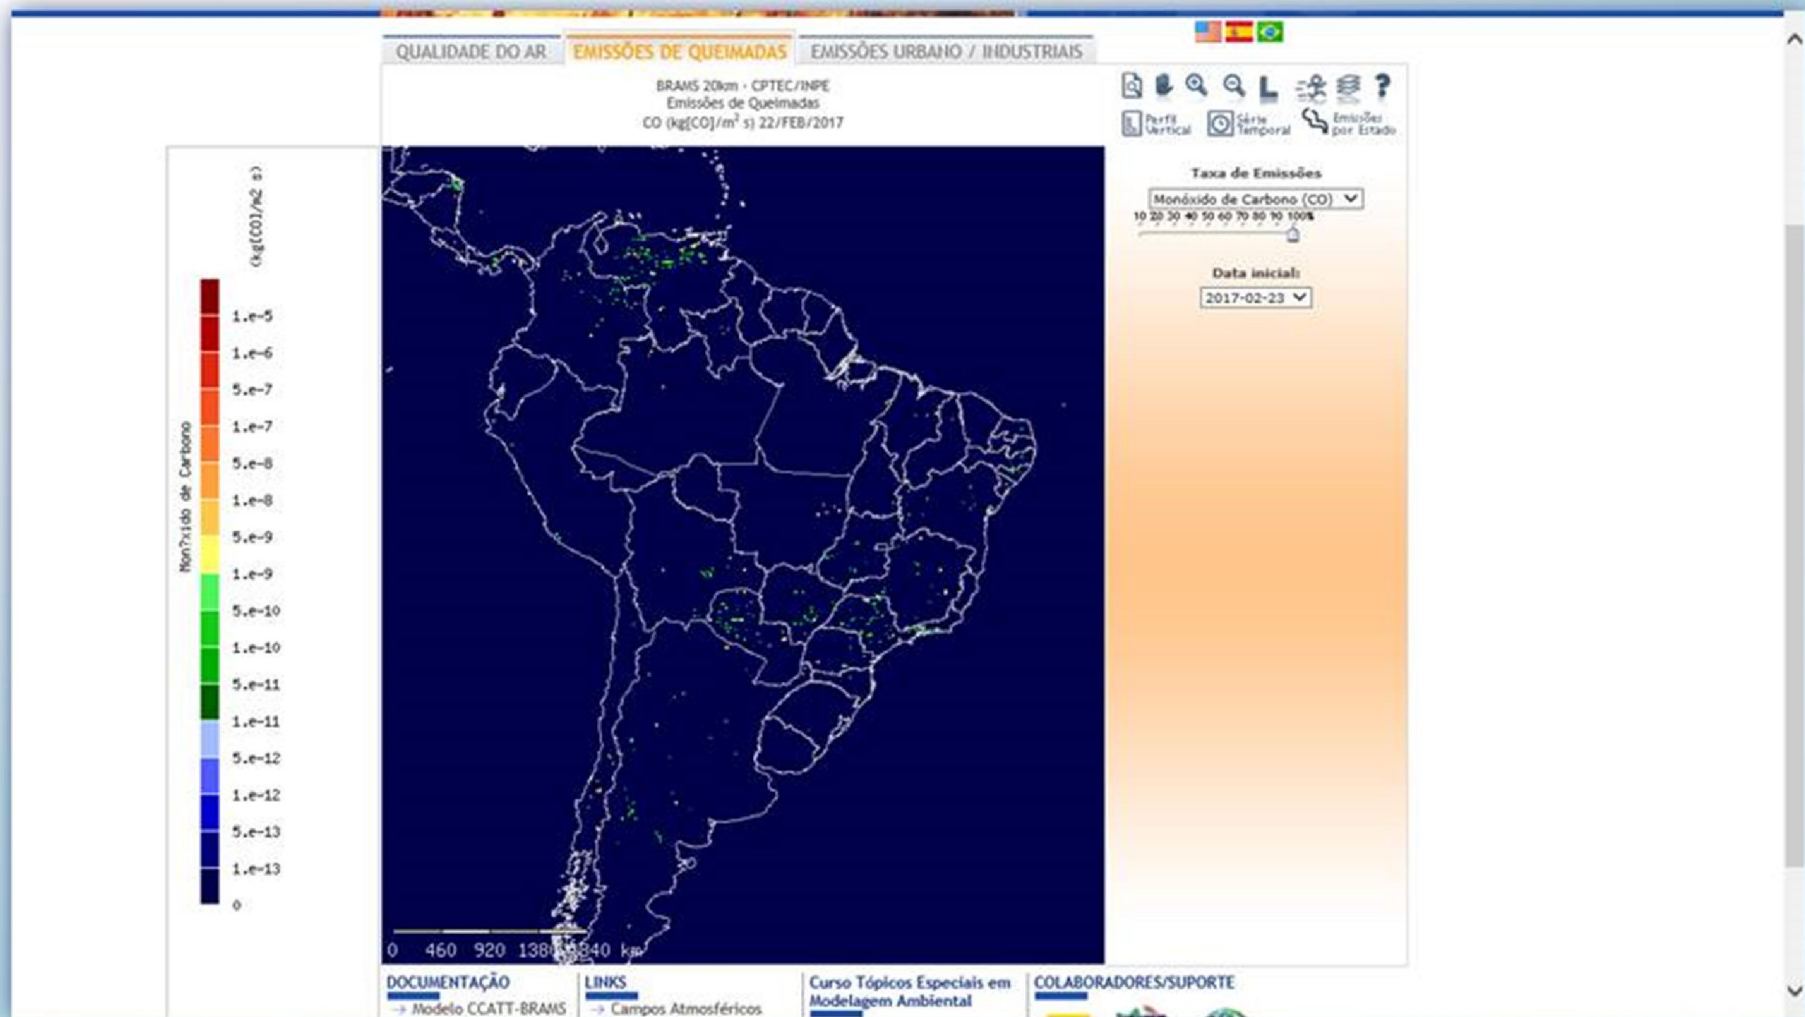 QUALIDADE DO AR
EMISSÕES DE QUEIMADAS
EMISSÕES URBANO / INDUSTRIAIS
BRAMS 20km - CPTEC/INPE
Emissões de Queimadas
CO (kg[CO]/m² s) 22/FEB/2017
Perfil Vertical
Série Temporal
Emissões por Estado
Taxa de Emissões
Monóxido de Carbono (CO)
10 20 30 40 50 60 70 80 90 100%
Data inicial:
2017-02-23
(kg[CO]/m2 s)
Mon?xido de Carbono
1.e-5
1.e-6
5.e-7
1.e-7
5.e-8
1.e-8
5.e-9
1.e-9
5.e-10
1.e-10
5.e-11
1.e-11
5.e-12
1.e-12
5.e-13
1.e-13
0
0 460 920 1380 1840 km
DOCUMENTAÇÃO
→ Modelo CCATT-BRAMS
LINKS
→ Campos Atmosféricos
Curso Tópicos Especiais em
Modelagem Ambiental
COLABORADORES/SUPORTE